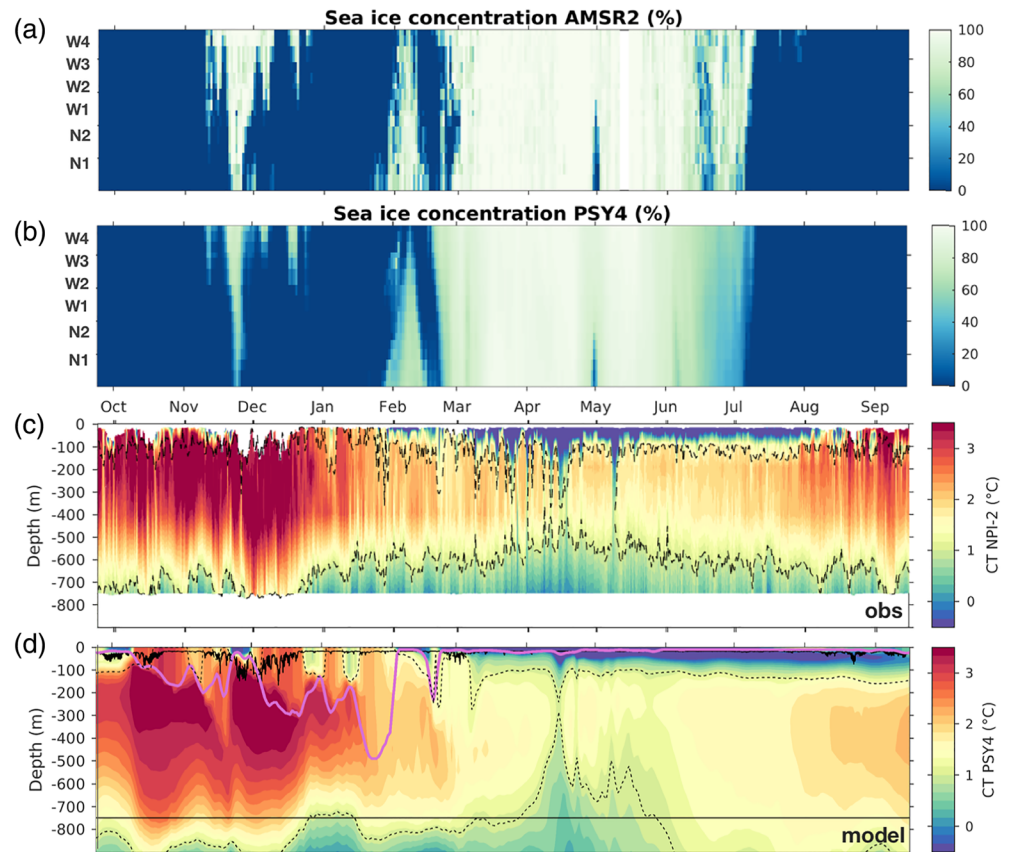 (a)
Sea ice concentration AMSR2 (%)
W4
W3
W2
W1
N2
N1
100
80
60
40
20
0
(b)
Sea ice concentration PSY4 (%)
W4
W3
W2
W1
N2
N1
100
80
60
40
20
0
Oct Nov Dec Jan Feb Mar Apr May Jun Jul Aug Sep
(c)
0
-100
-200
-300
-400
-500
-600
-700
-800
Depth (m)
obs
3
2
1
0
CT NPI-2 (°C)
(d)
0
-100
-200
-300
-400
-500
-600
-700
-800
Depth (m)
model
3
2
1
0
CT PSY4 (°C)